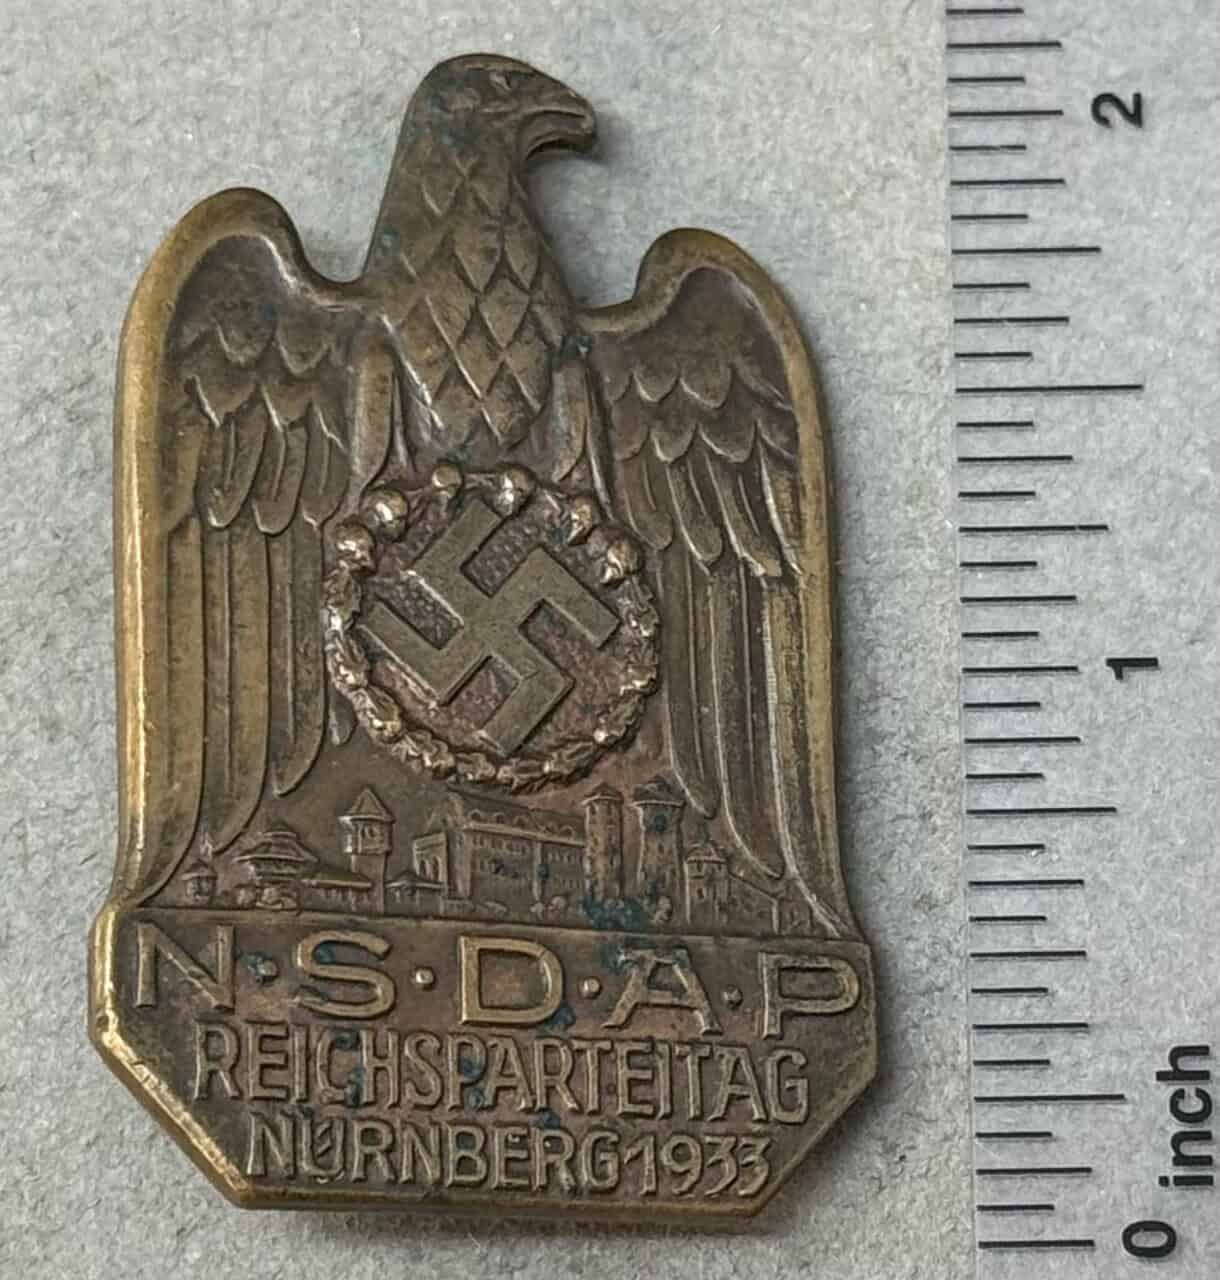 N·S·D·A·P
REICHSPARTEITAG
NÜRNBERG 1933
2
1
0 inch